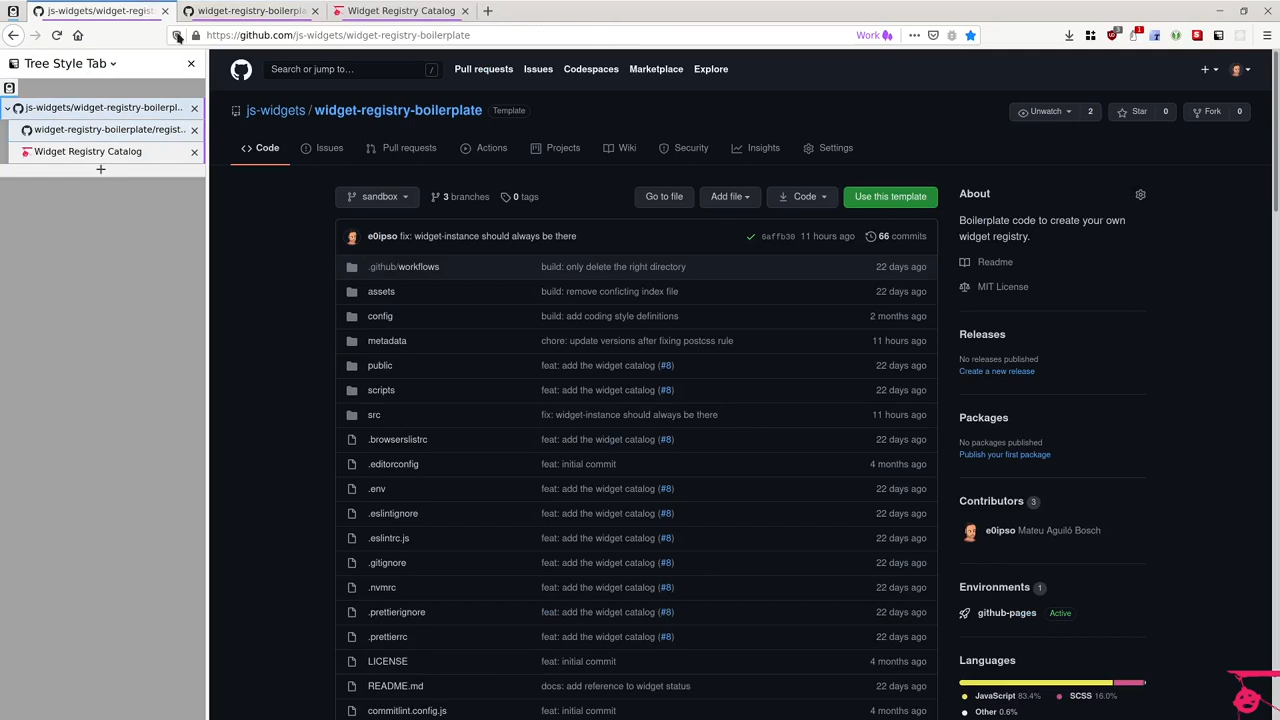 js-widgets/widget-registr
widget-registry-boilerpla
Widget Registry Catalog
https://github.com/js-widgets/widget-registry-boilerplate
Work
Tree Style Tab
js-widgets/widget-registry-boilerpl..
widget-registry-boilerplate/regist..
Widget Registry Catalog
Search or jump to...
/
Pull requests
Issues
Codespaces
Marketplace
Explore
js-widgets / widget-registry-boilerplate
Template
Unwatch
2
Star
0
Fork
0
Code
Issues
Pull requests
Actions
Projects
Wiki
Security
Insights
Settings
sandbox
3 branches
0 tags
Go to file
Add file
Code
Use this template
e0ipso fix: widget-instance should always be there
6affb30 11 hours ago
66 commits
.github/workflows
build: only delete the right directory
22 days ago
assets
build: remove conficting index file
22 days ago
config
build: add coding style definitions
2 months ago
metadata
chore: update versions after fixing postcss rule
11 hours ago
public
feat: add the widget catalog (#8)
22 days ago
scripts
feat: add the widget catalog (#8)
22 days ago
src
fix: widget-instance should always be there
11 hours ago
.browserslistrc
feat: add the widget catalog (#8)
22 days ago
.editorconfig
feat: initial commit
4 months ago
.env
feat: add the widget catalog (#8)
22 days ago
.eslintignore
feat: add the widget catalog (#8)
22 days ago
.eslintrc.js
feat: add the widget catalog (#8)
22 days ago
.gitignore
feat: add the widget catalog (#8)
22 days ago
.nvmrc
feat: add the widget catalog (#8)
22 days ago
.prettierignore
feat: add the widget catalog (#8)
22 days ago
.prettierrc
feat: add the widget catalog (#8)
22 days ago
LICENSE
feat: initial commit
4 months ago
README.md
docs: add reference to widget status
22 days ago
commitlint.config.js
feat: initial commit
4 months ago
About
Boilerplate code to create your own
widget registry.
Readme
MIT License
Releases
No releases published
Create a new release
Packages
No packages published
Publish your first package
Contributors 3
e0ipso Mateu Aguiló Bosch
Environments 1
github-pages Active
Languages
JavaScript 83.4%
SCSS 16.0%
Other 0.6%